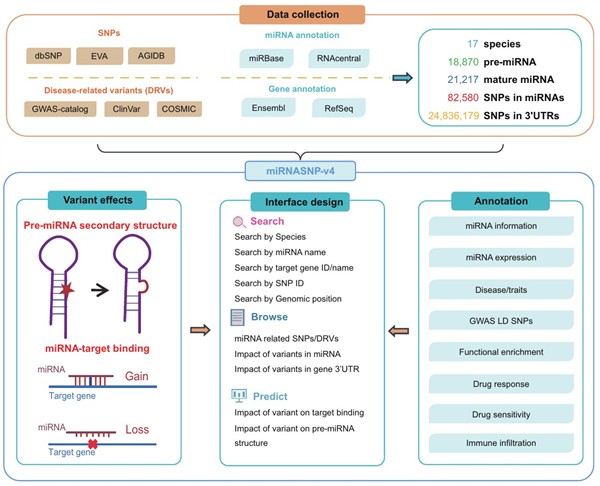 Data collection
SNPs
dbSNP
EVA
AGIDB
Disease-related variants (DRVs)
GWAS-catalog
ClinVar
COSMIC
miRNA annotation
miRBase
RNAcentral
Gene annotation
Ensembl
RefSeq
17 species
18,870 pre-miRNA
21,217 mature miRNA
82,580 SNPs in miRNAs
24,836,179 SNPs in 3'UTRs
miRNASNP-v4
Variant effects
Pre-miRNA secondary structure
miRNA-target binding
miRNA
Gain
Target gene
miRNA
Loss
Target gene
Interface design
Search
Search by Species
Search by miRNA name
Search by target gene ID/name
Search by SNP ID
Search by Genomic position
Browse
miRNA related SNPs/DRVs
Impact of variants in miRNA
Impact of variants in gene 3'UTR
Predict
Impact of variant on target binding
Impact of variant on pre-miRNA
structure
Annotation
miRNA information
miRNA expression
Disease/traits
GWAS LD SNPs
Functional enrichment
Drug response
Drug sensitivity
Immune infiltration